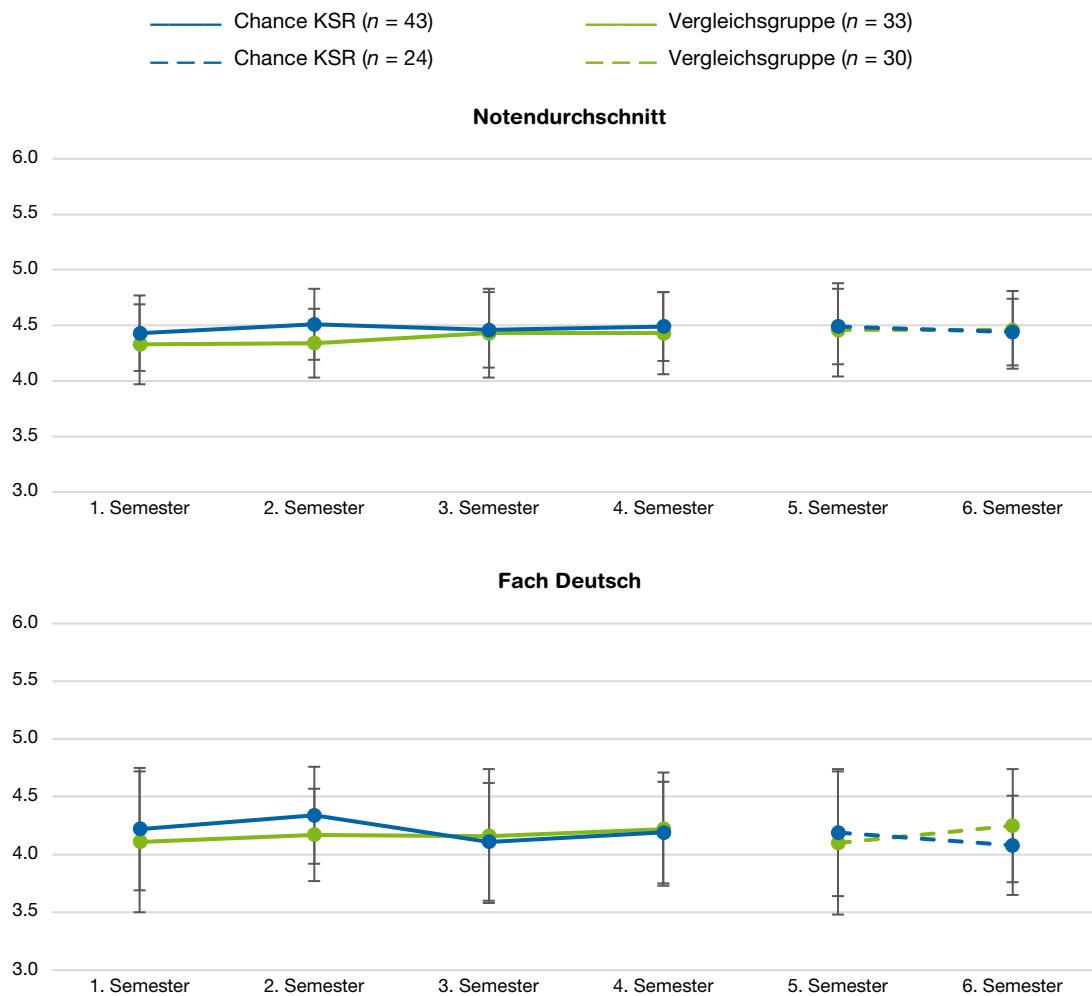 Chance KSR (n = 43) Vergleichsgruppe (n = 33)
Chance KSR (n = 24) Vergleichsgruppe (n = 30)
Notendurchschnitt
6.0
5.5
5.0
4.5
4.0
3.5
3.0
1. Semester 2. Semester 3. Semester 4. Semester 5. Semester 6. Semester
Fach Deutsch
6.0
5.5
5.0
4.5
4.0
3.5
3.0
1. Semester 2. Semester 3. Semester 4. Semester 5. Semester 6. Semester